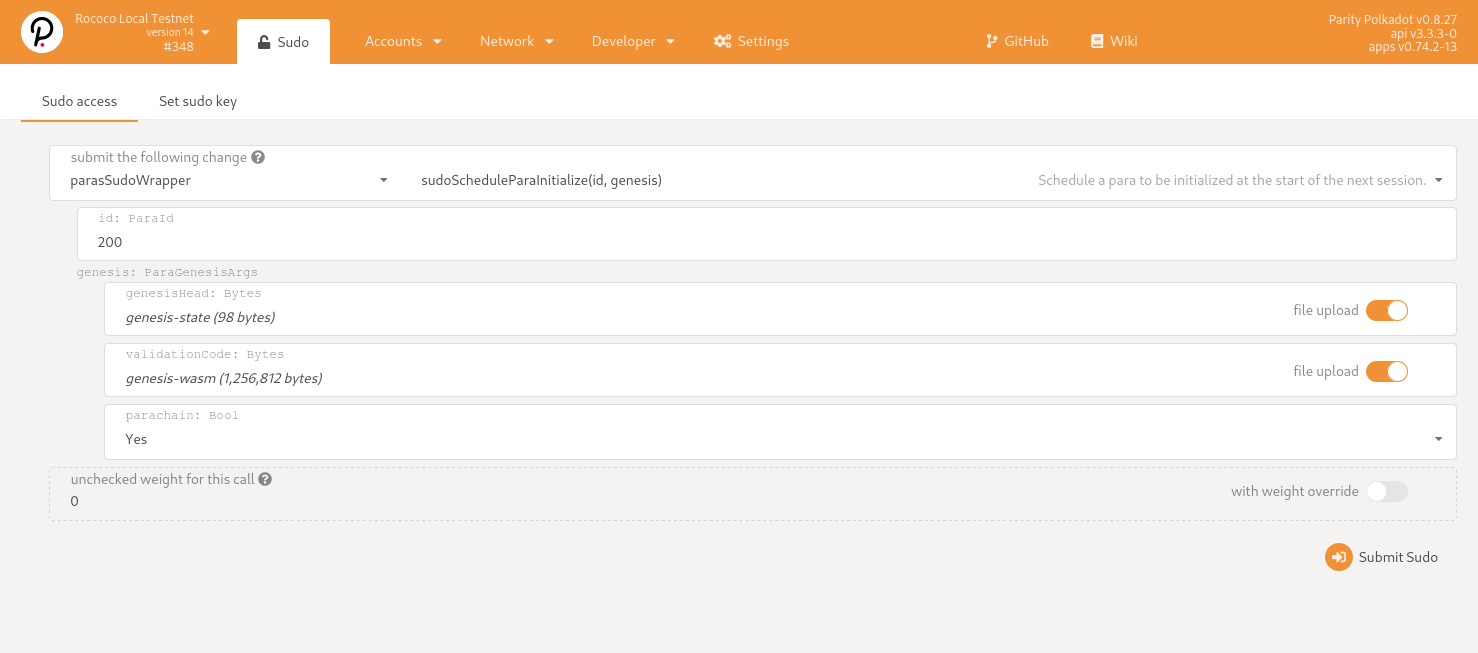 Rococo Local Testnet
version 14
#348
Sudo
Accounts
Network
Developer
Settings
GitHub
Wiki
Parity Polkadot v0.8.27
api v3.3.3-0
apps v0.74.2-13
Sudo access
Set sudo key
submit the following change
parasSudoWrapper
sudoScheduleParaInitialize(id, genesis)
Schedule a para to be initialized at the start of the next session.
id: ParaId
200
genesis: ParaGenesisArgs
genesisHead: Bytes
genesis-state (98 bytes)
file upload
validationCode: Bytes
genesis-wasm (1,256,812 bytes)
file upload
parachain: Bool
Yes
unchecked weight for this call
0
with weight override
Submit Sudo